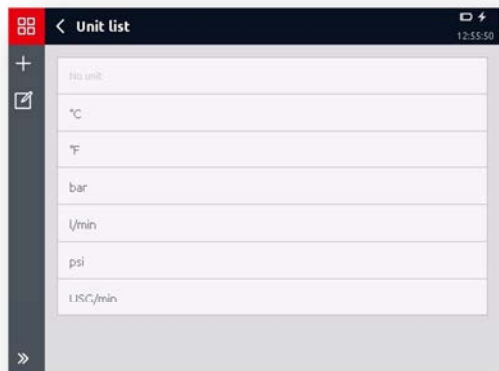 Unit list
12:55:50
No unit
°C
°F
bar
l/min
psi
USG/min